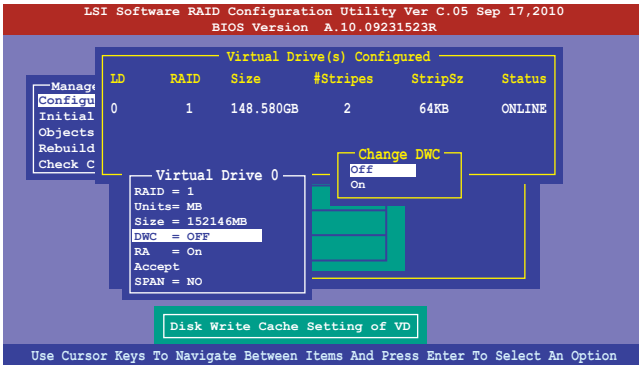 LSI Software RAID Configuration Utility Ver C.05 Sep 17,2010
BIOS Version A.10.09231523R
Virtual Drive(s) Configured
LD RAID Size #Stripes StripSz Status
0 1 148.580GB 2 64KB ONLINE
Manage
Configu
Initial
Objects
Rebuild
Check C
Change DWC
Off
On
Virtual Drive 0
RAID = 1
Units= MB
Size = 152146MB
DWC = OFF
RA = On
Accept
SPAN = NO
Disk Write Cache Setting of VD
Use Cursor Keys To Navigate Between Items And Press Enter To Select An Option